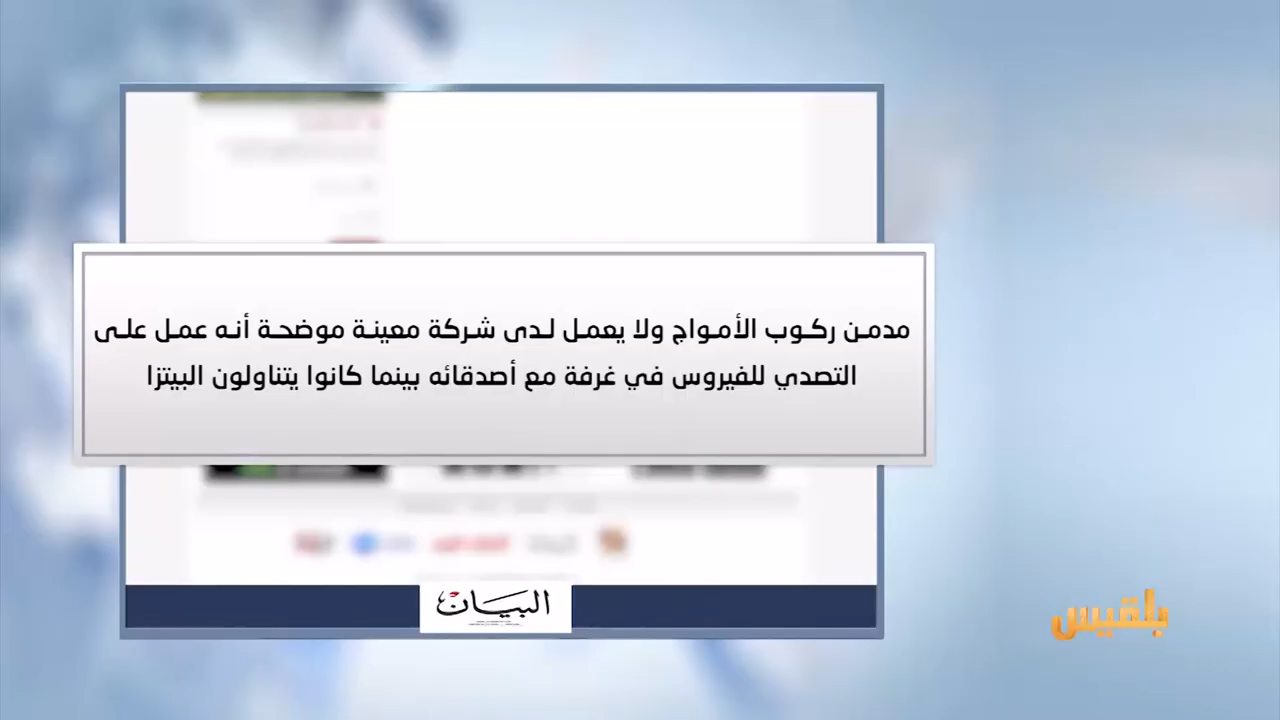 مدمن ركوب الأمواج ولا يعمل لدى شركة معينة موضحة أنه عمل على
التصدي للفيروس في غرفة مع أصدقائه بينما كانوا يتناولون البيتزا
البيان
بلقيس